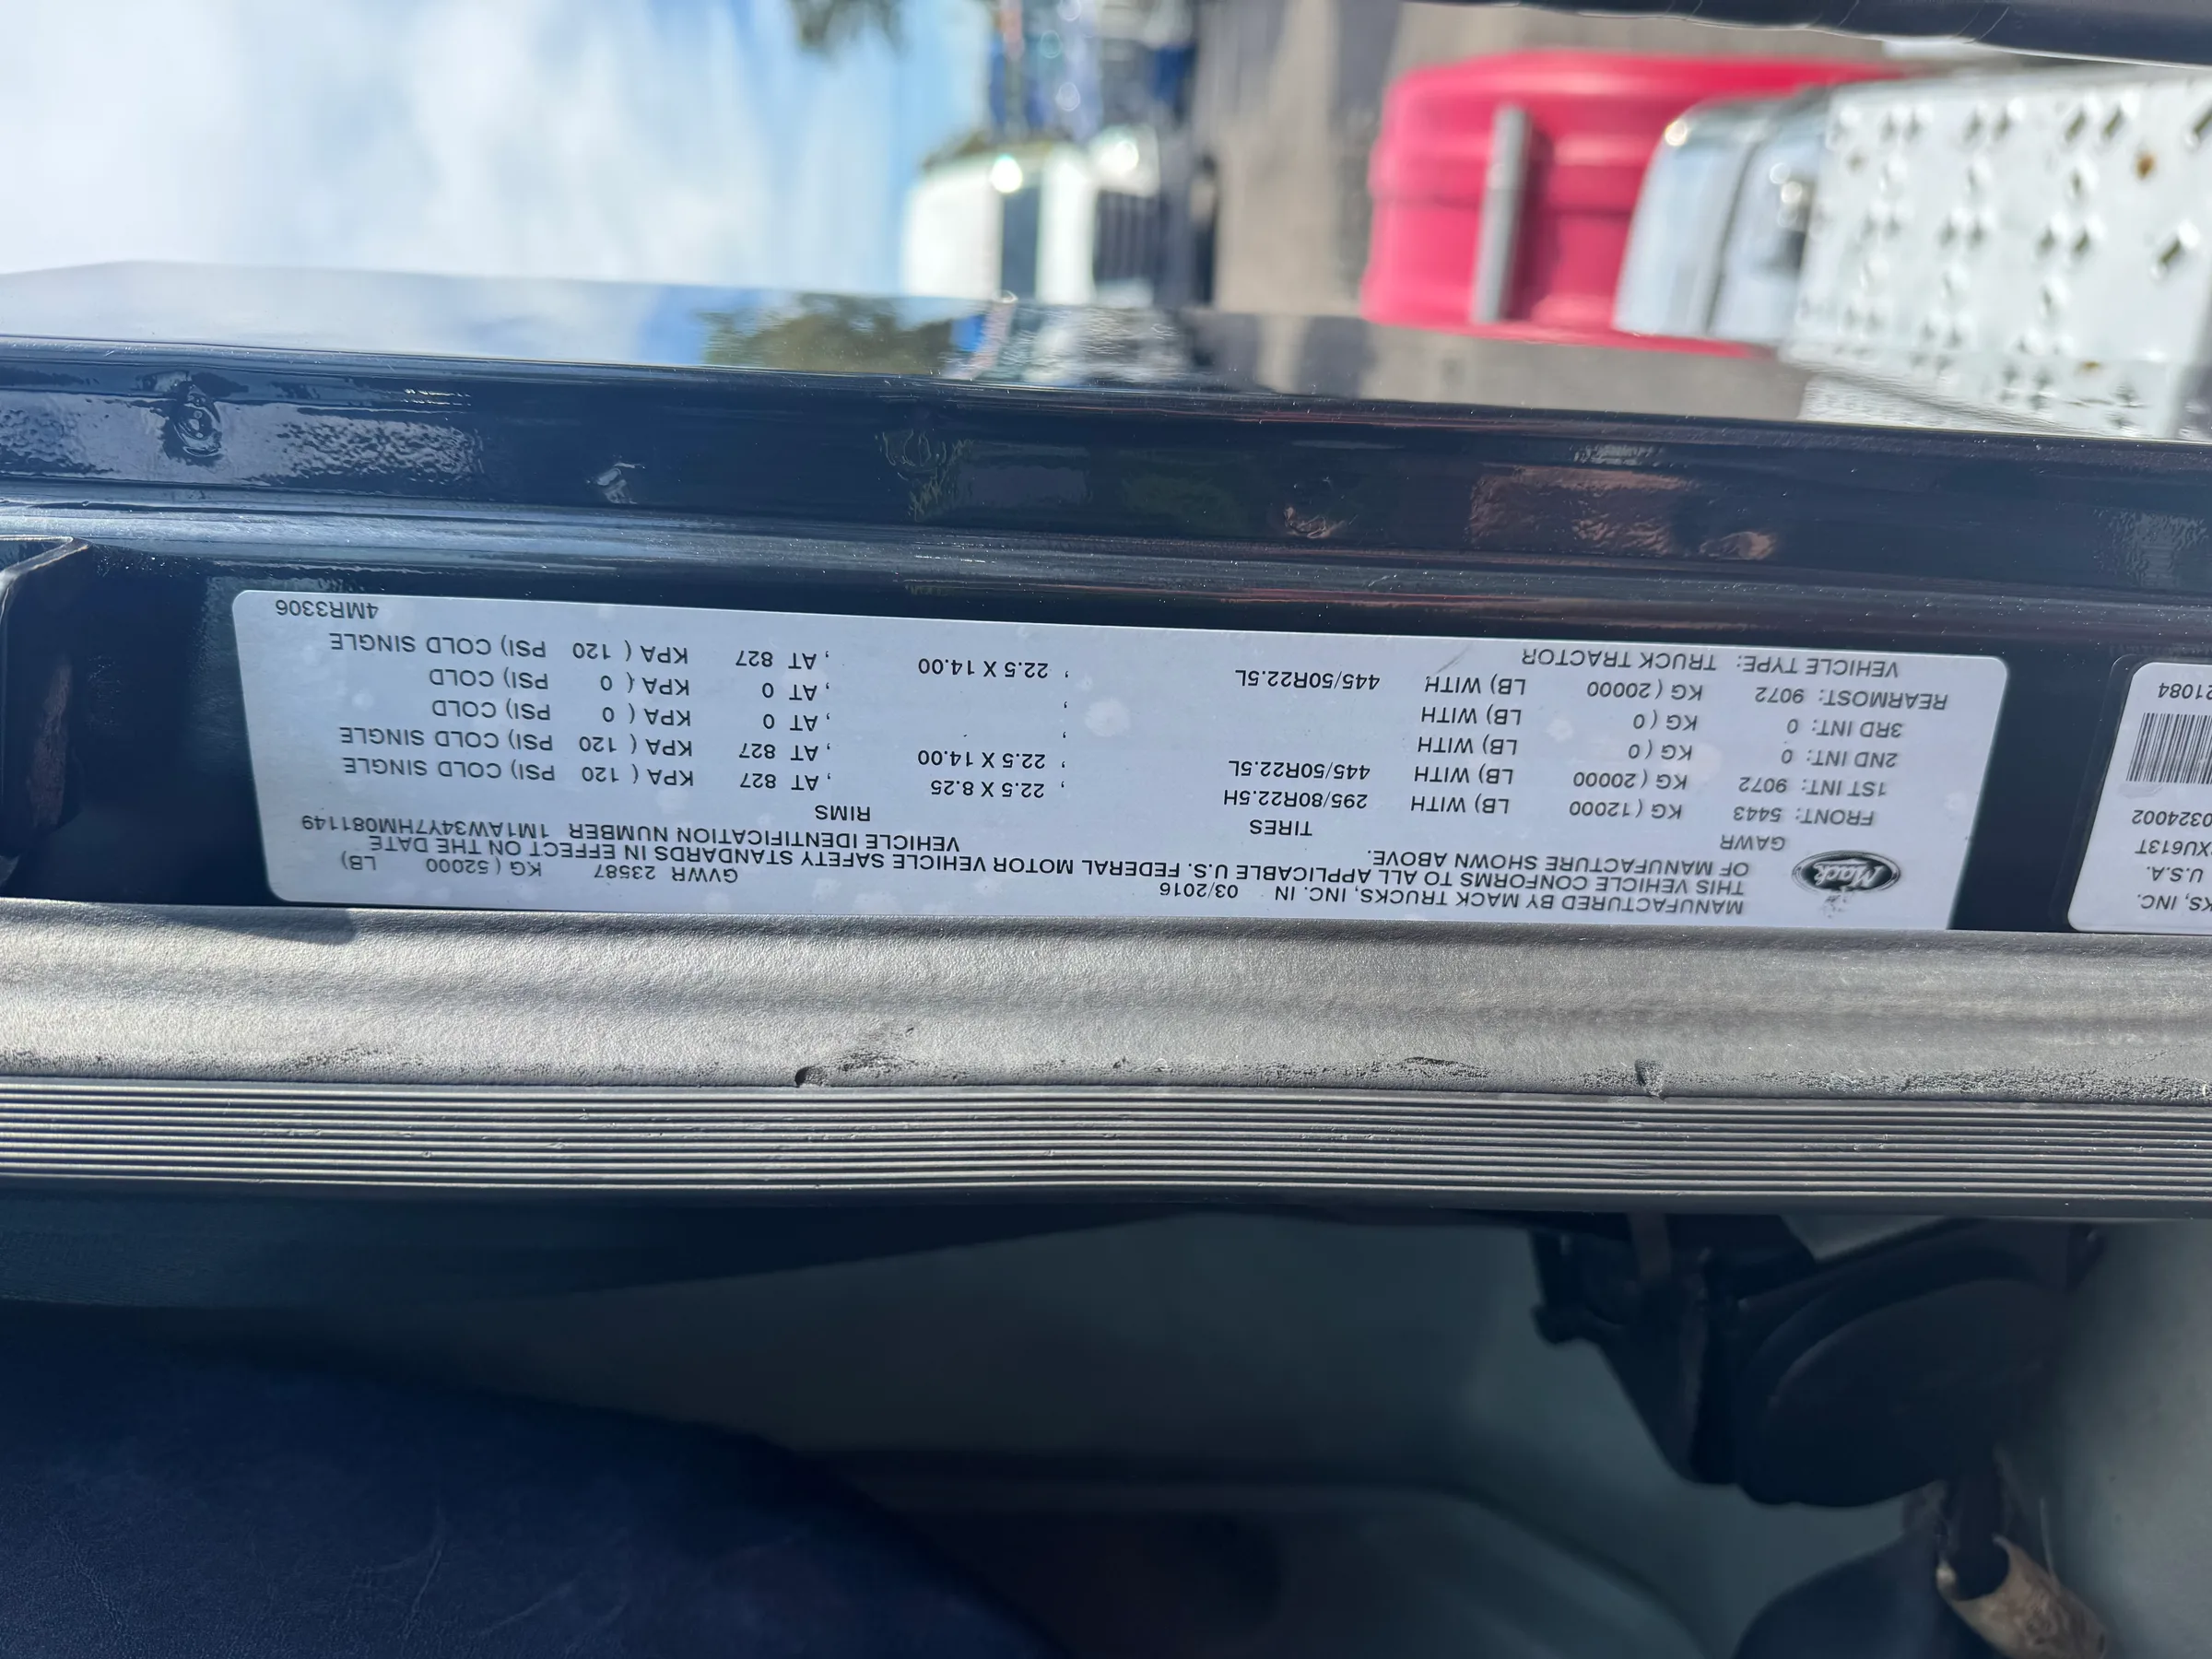 MANUFACTURED BY MACK TRUCKS, INC. IN 03/2016 GVWR 23587 KG ( 52000 LB)
THIS VEHICLE CONFORMS TO ALL APPLICABLE U.S. FEDERAL MOTOR VEHICLE SAFETY STANDARDS IN EFFECT ON THE DATE
OF MANUFACTURE SHOWN ABOVE. VEHICLE IDENTIFICATION NUMBER 1M1AW34Y7HM081149
Mack
GAWR TIRES RIMS
FRONT: 5443 KG (12000 LB) WITH 295/80R22.5H , 22.5 X 8.25 , AT 827 KPA ( 120 PSI) COLD SINGLE
1ST INT: 9072 KG (20000 LB) WITH 445/50R22.5L , 22.5 X 14.00 , AT 827 KPA ( 120 PSI) COLD SINGLE
2ND INT: 0 KG ( 0 LB) WITH , , AT 0 KPA ( 0 PSI) COLD
3RD INT: 0 KG ( 0 LB) WITH , , AT 0 KPA ( 0 PSI) COLD
REARMOST: 9072 KG (20000 LB) WITH 445/50R22.5L , 22.5 X 14.00 , AT 827 KPA ( 120 PSI) COLD SINGLE
VEHICLE TYPE: TRUCK TRACTOR 4MR3306
KS, INC.
U.S.A.
XU613T
0324002
21084